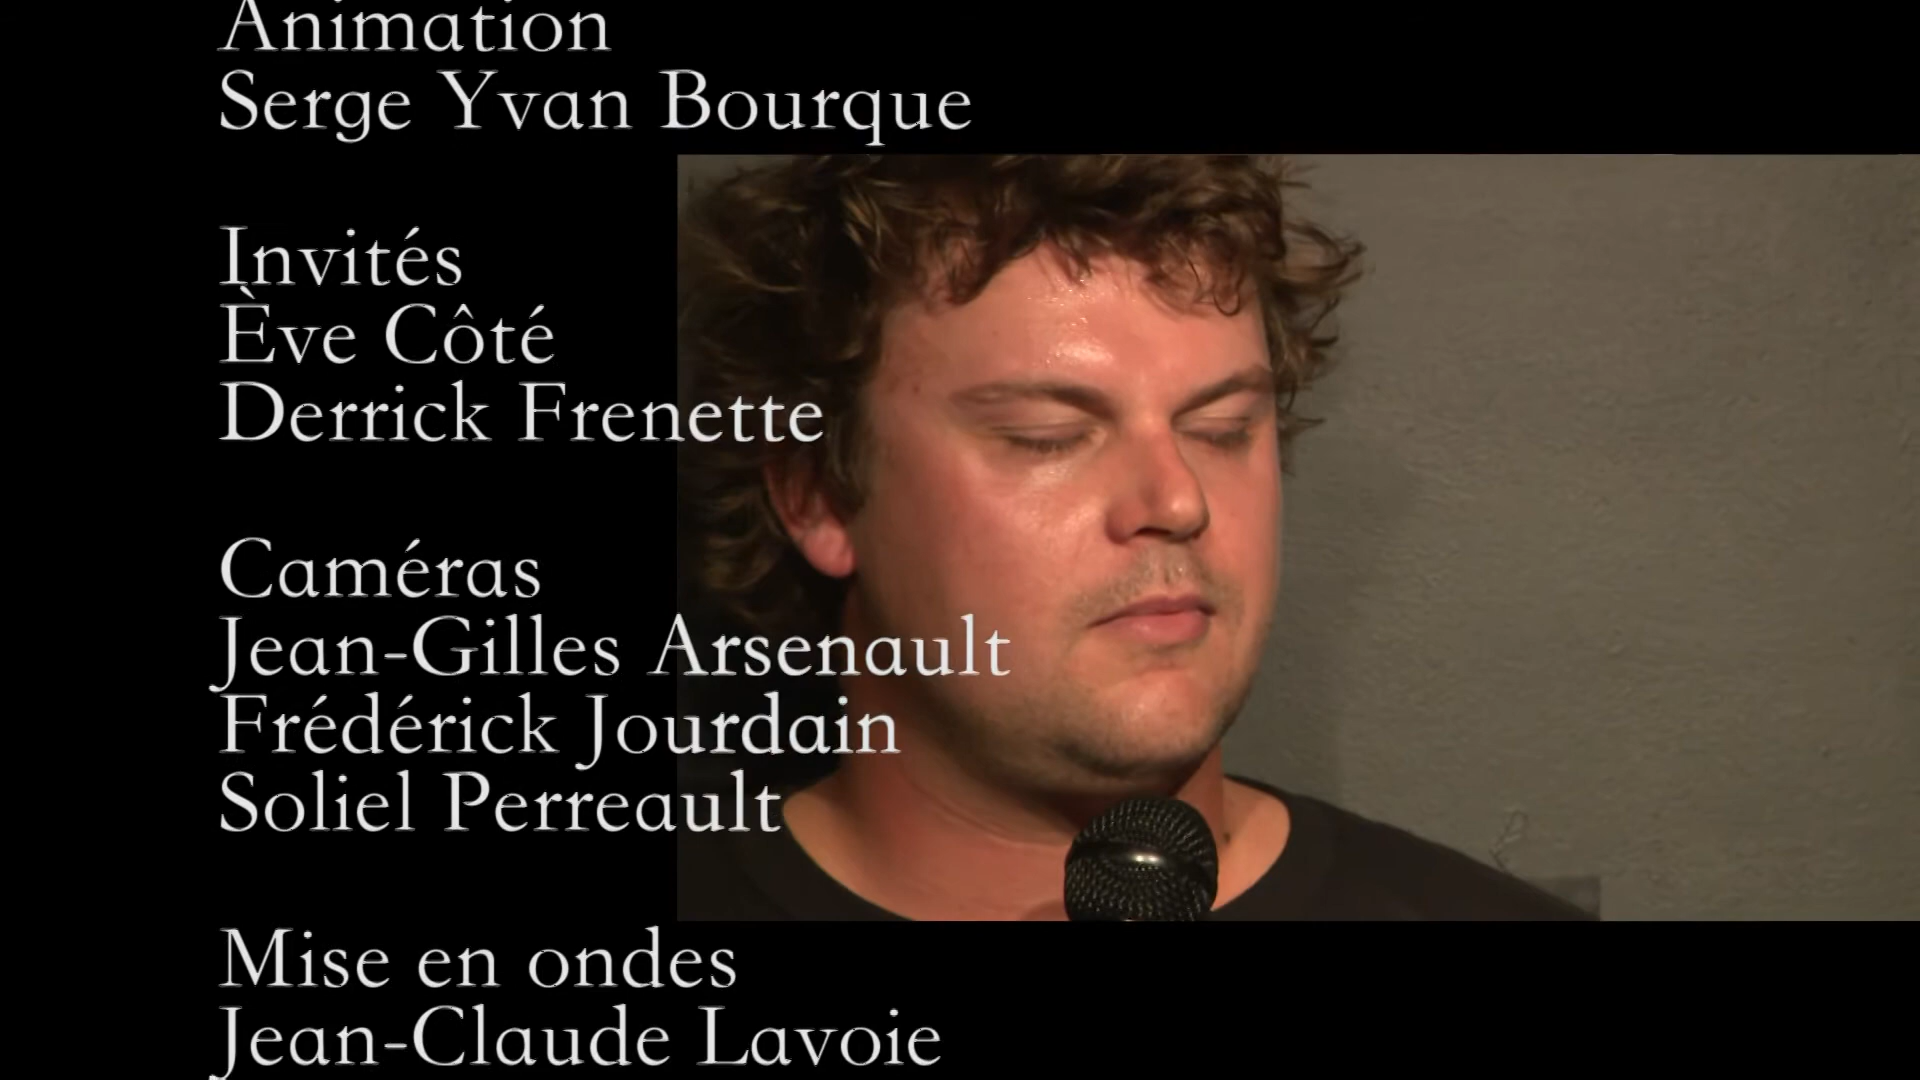 Animation
Serge Yvan Bourque
Invités
Ève Côté
Derrick Frenette
Caméras
Jean-Gilles Arsenault
Frédérick Jourdain
Soliel Perreault
Mise en ondes
Jean-Claude Lavoie